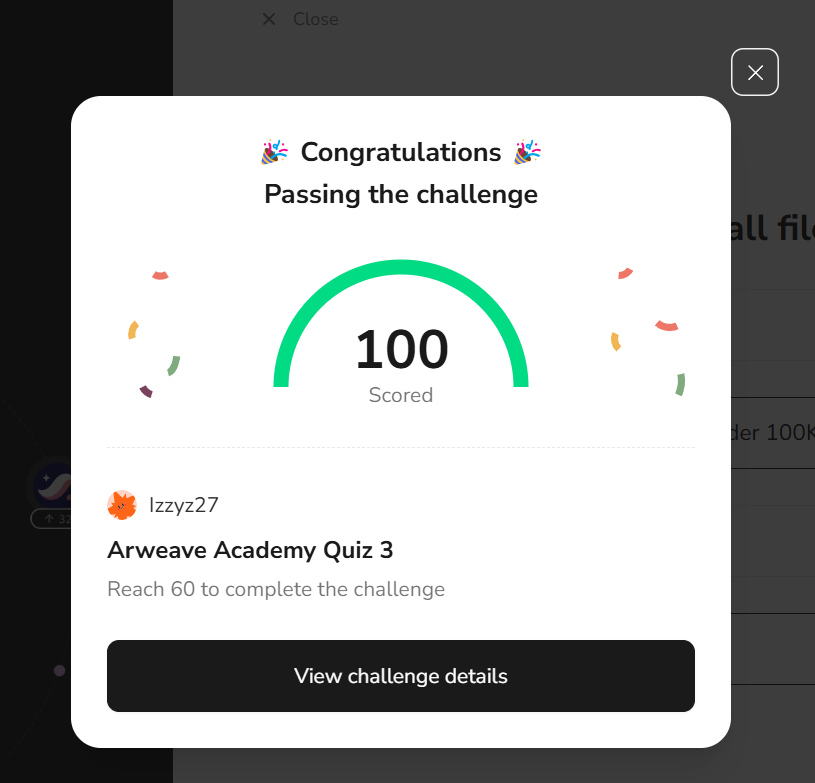 Close
Congratulations
Passing the challenge
all
100
Scored
der 100K
Izzyz27
32
Arweave Academy Quiz 3
Reach 60 to complete the challenge
View challenge details